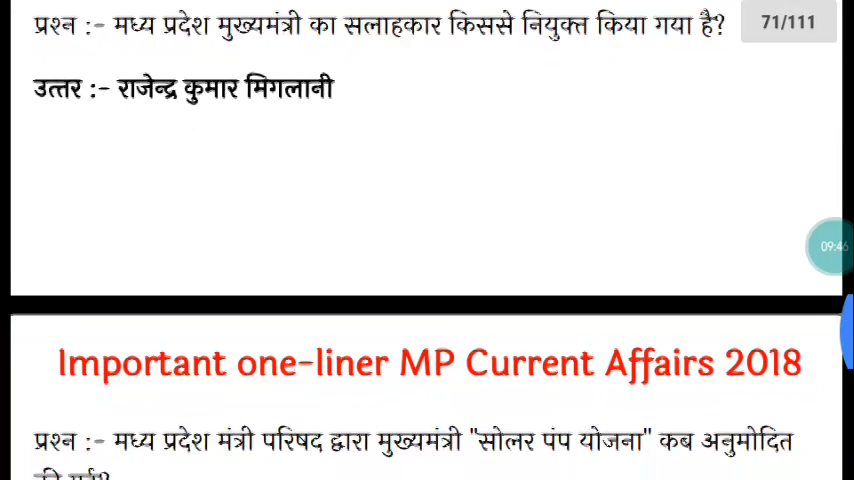 प्रश्न :- मध्य प्रदेश मुख्यमंत्री का सलाहकार किससे नियुक्त किया गया है?
71/111
उत्तर :- राजेन्द्र कुमार मिगलानी
09:46
Important one-liner MP Current Affairs 2018
प्रश्न :- मध्य प्रदेश मंत्री परिषद द्वारा मुख्यमंत्री "सोलर पंप योजना" कब अनुमोदित